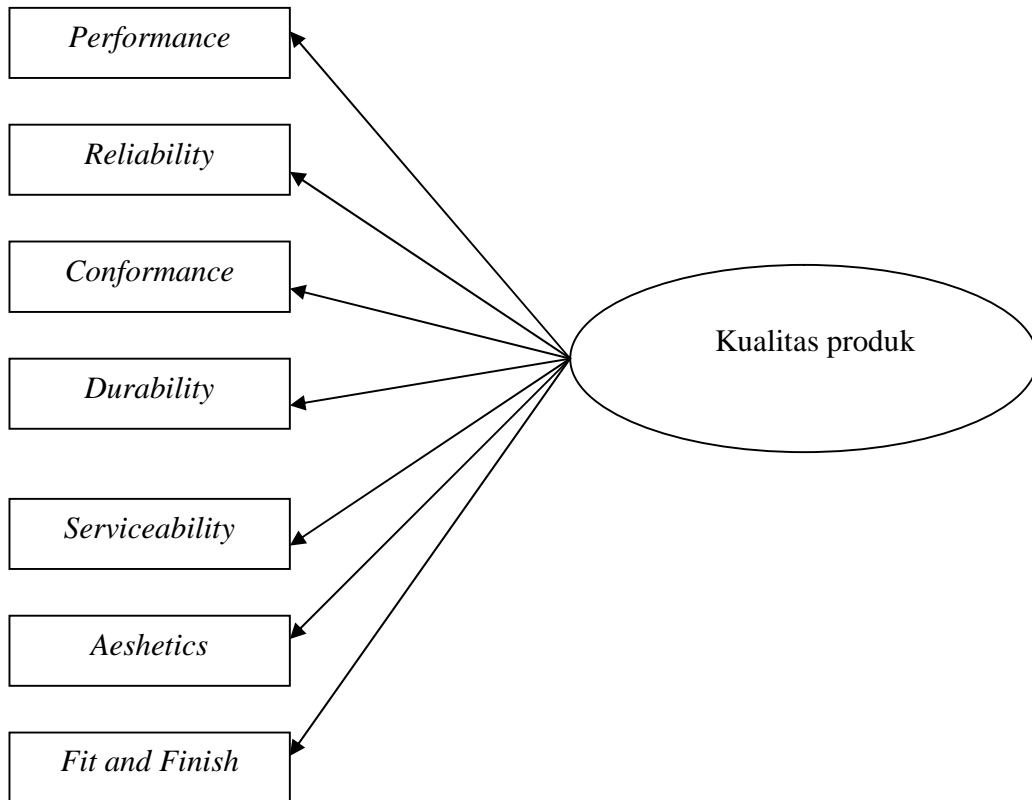 Performance
Reliability
Conformance
Kualitas produk
Durability
Serviceability
Aeshetics
Fit and Finish